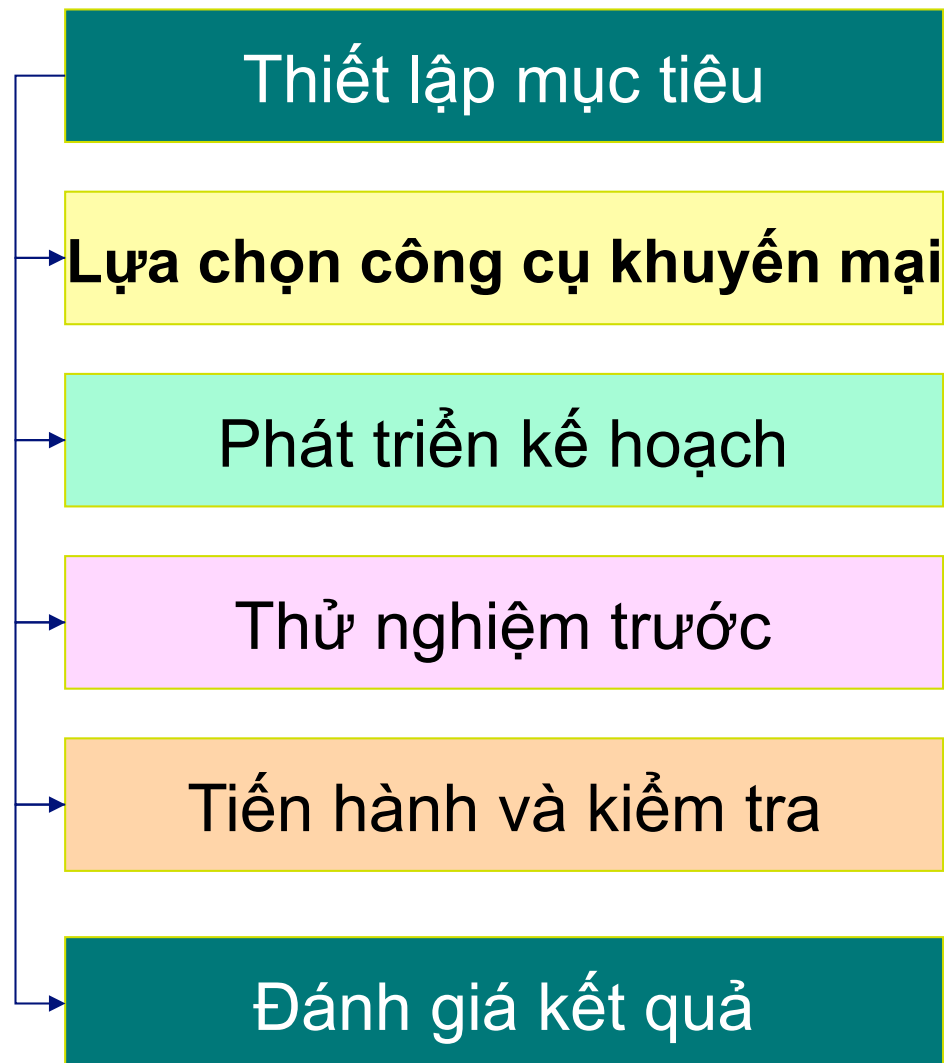 Thiết lập mục tiêu
Lựa chọn công cụ khuyến mại
Phát triển kế hoạch
Thử nghiệm trước
Tiến hành và kiểm tra
Đánh giá kết quả